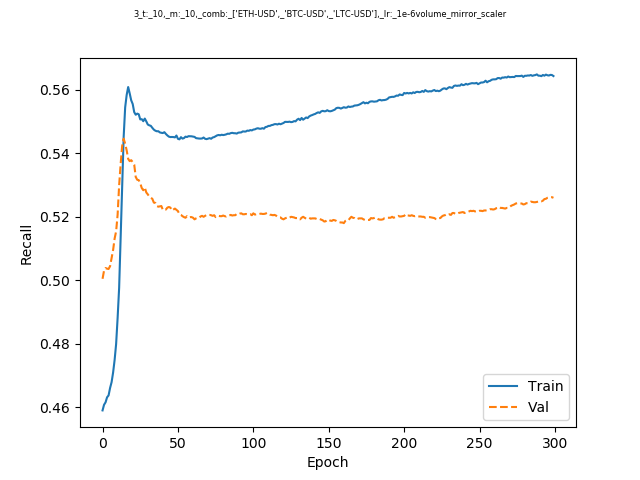 3_t:_10,_m:_10,_comb:_['ETH-USD',_'BTC-USD',_'LTC-USD'],_lr:_1e-6volume_mirror_scaler
0.56
0.54
0.52
0.50
0.48
0.46
Recall
0 50 100 150 200 250 300
Epoch
Train
Val